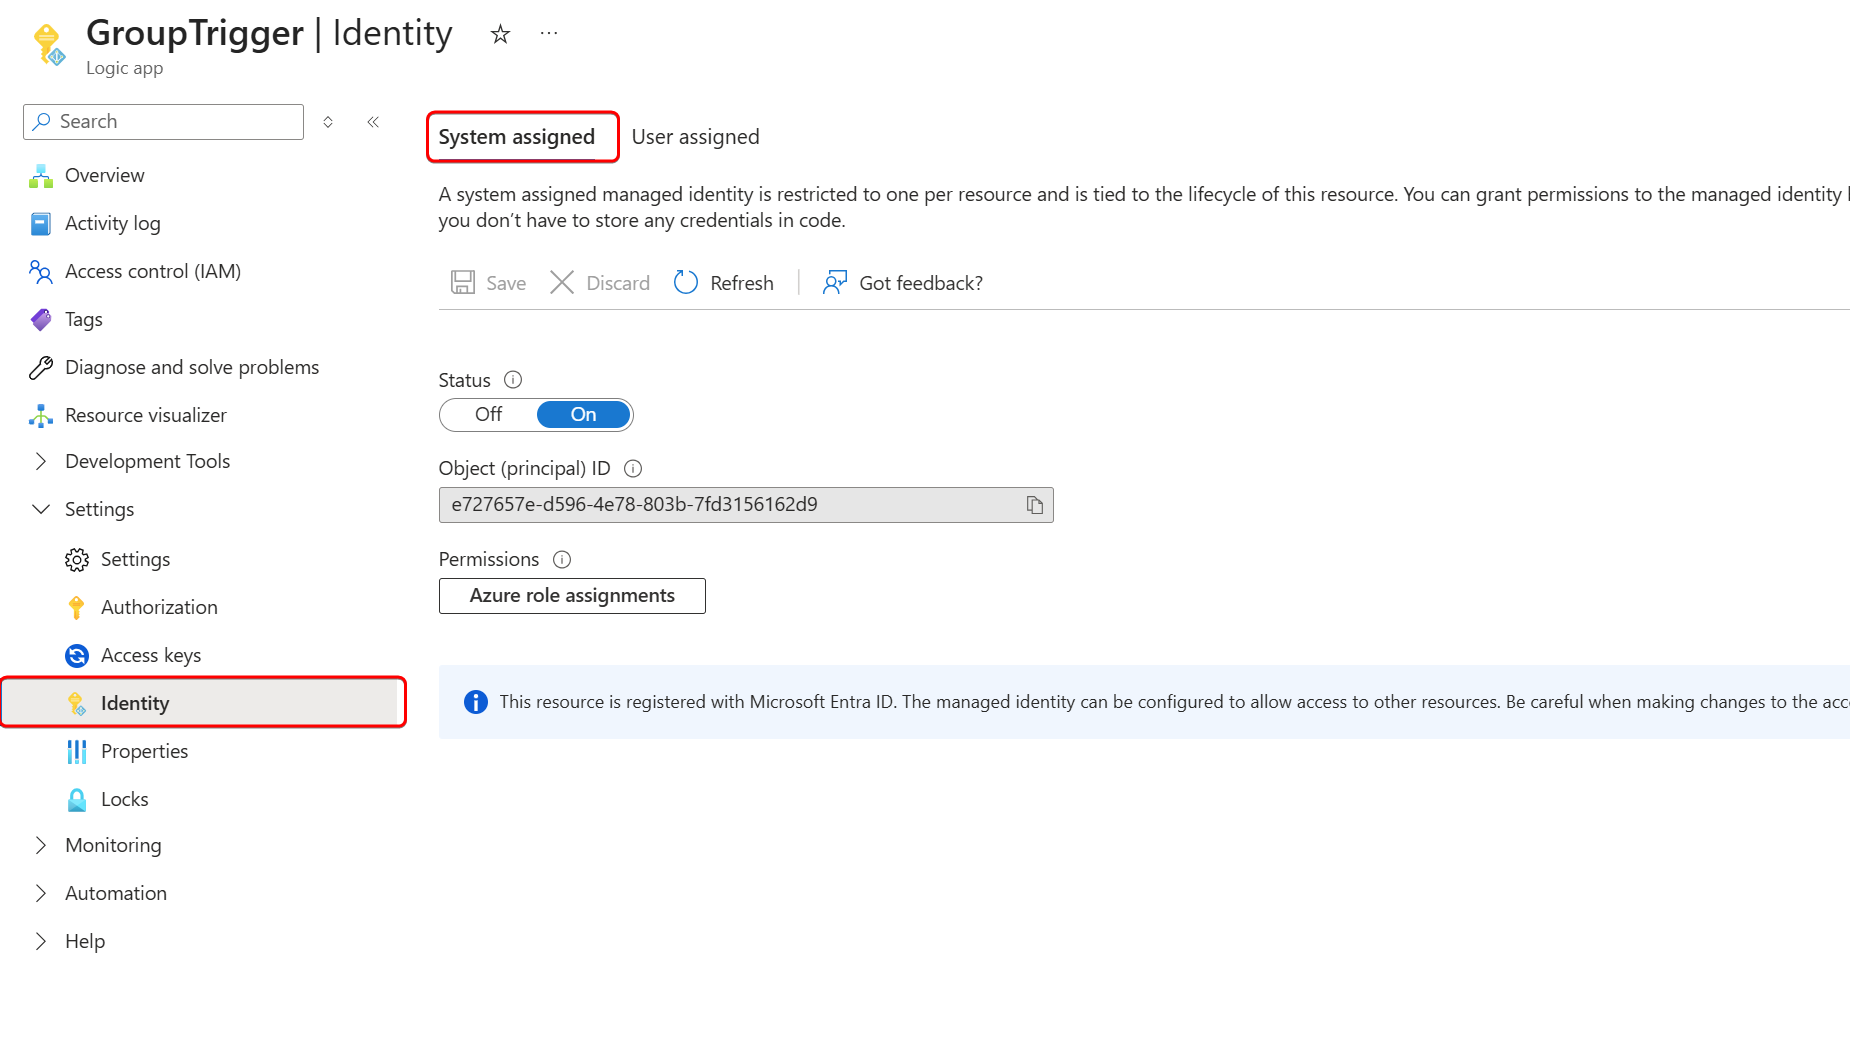 GroupTrigger | Identity
Logic app
Search
Overview
Activity log
Access control (IAM)
Tags
Diagnose and solve problems
Resource visualizer
Development Tools
Settings
Settings
Authorization
Access keys
Identity
Properties
Locks
Monitoring
Automation
Help
System assigned User assigned
A system assigned managed identity is restricted to one per resource and is tied to the lifecycle of this resource. You can grant permissions to the managed identity
you don’t have to store any credentials in code.
Save Discard Refresh Got feedback?
Status
Off On
Object (principal) ID
e727657e-d596-4e78-803b-7fd3156162d9
Permissions
Azure role assignments
This resource is registered with Microsoft Entra ID. The managed identity can be configured to allow access to other resources. Be careful when making changes to the